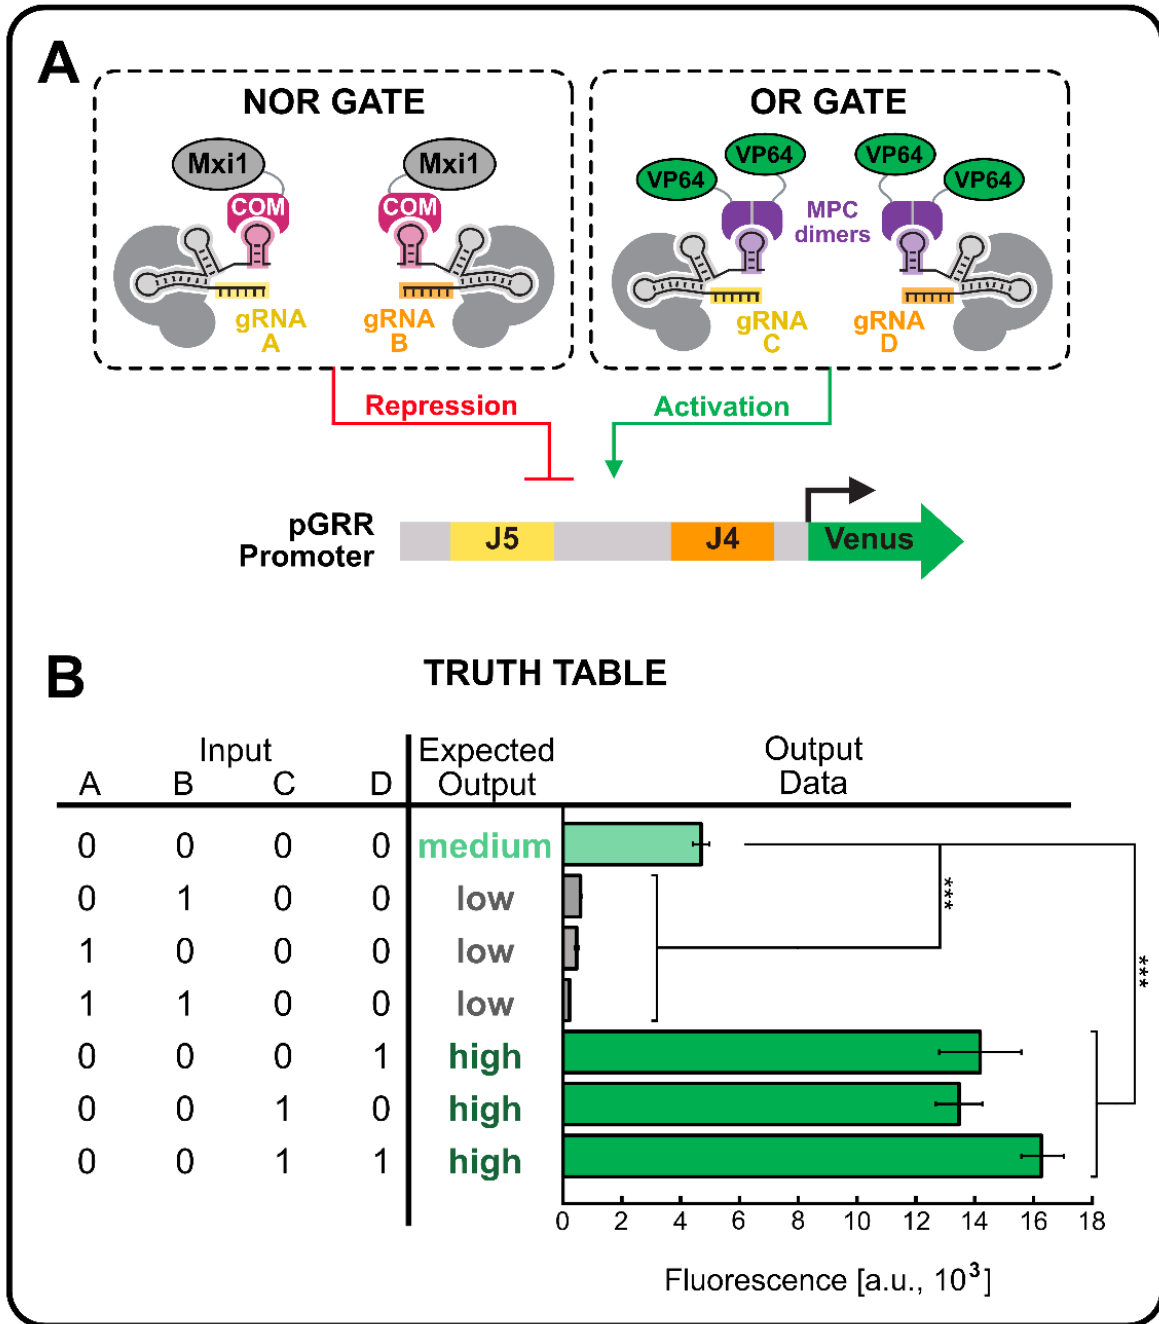 A
NOR GATE
OR GATE
Mxi1
Mxi1
VP64
VP64
VP64
VP64
COM
COM
MPC
dimers
gRNA
A
gRNA
B
gRNA
C
gRNA
D
Repression
Activation
pGRR
Promoter
J5
J4
Venus
B
TRUTH TABLE
Input
Expected
Output
Output
Data
A B C D
0 0 0 0 medium
0 1 0 0 low
1 0 0 0 low
1 1 0 0 low
0 0 0 1 high
0 0 1 0 high
0 0 1 1 high
***
***
0 2 4 6 8 10 12 14 16 18
Fluorescence [a.u., 10³]